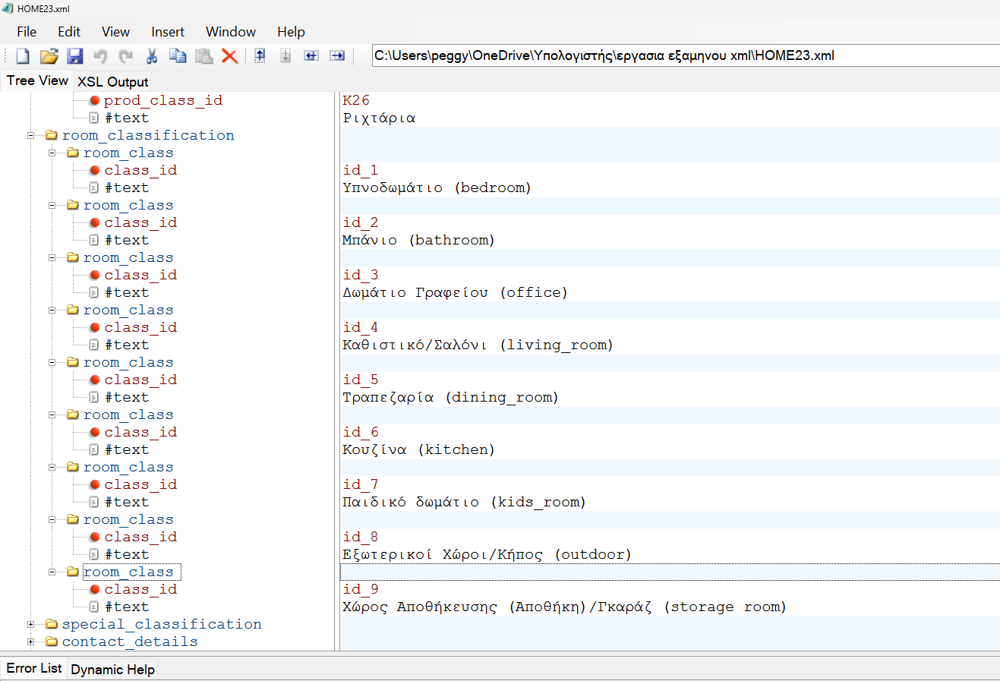 HOME23.xml
File Edit View Insert Window Help
C:\Users\peggy\OneDrive\Υπολογιστής\εργασια εξαμηνου xml\HOME23.xml
Tree View XSL Output
prod_class_id K26
#text Ριχτάρια
room_classification
room_class
class_id id_1
#text Υπνοδωμάτιο (bedroom)
room_class
class_id id_2
#text Μπάνιο (bathroom)
room_class
class_id id_3
#text Δωμάτιο Γραφείου (office)
room_class
class_id id_4
#text Καθιστικό/Σαλόνι (living_room)
room_class
class_id id_5
#text Τραπεζαρία (dining_room)
room_class
class_id id_6
#text Κουζίνα (kitchen)
room_class
class_id id_7
#text Παιδικό δωμάτιο (kids_room)
room_class
class_id id_8
#text Εξωτερικοί Χώροι/Κήπος (outdoor)
room_class
class_id id_9
#text Χώρος Αποθήκευσης (Αποθήκη)/Γκαράζ (storage room)
special_classification
contact_details
Error List Dynamic Help